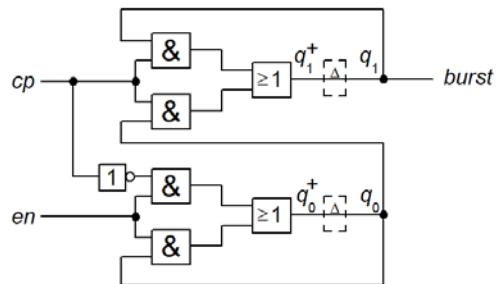 &
q₁⁺ Δ q₁
cp ≥1 burst
&
1 &
q₀⁺ Δ q₀
en ≥1
&